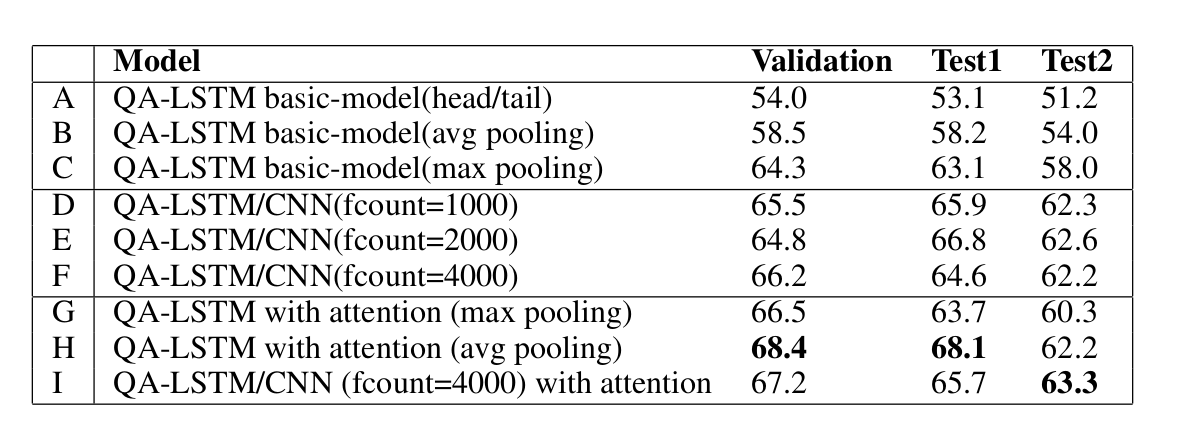 Model Validation Test1 Test2
A QA-LSTM basic-model(head/tail) 54.0 53.1 51.2
B QA-LSTM basic-model(avg pooling) 58.5 58.2 54.0
C QA-LSTM basic-model(max pooling) 64.3 63.1 58.0
D QA-LSTM/CNN(fcount=1000) 65.5 65.9 62.3
E QA-LSTM/CNN(fcount=2000) 64.8 66.8 62.6
F QA-LSTM/CNN(fcount=4000) 66.2 64.6 62.2
G QA-LSTM with attention (max pooling) 66.5 63.7 60.3
H QA-LSTM with attention (avg pooling) 68.4 68.1 62.2
I QA-LSTM/CNN (fcount=4000) with attention 67.2 65.7 63.3